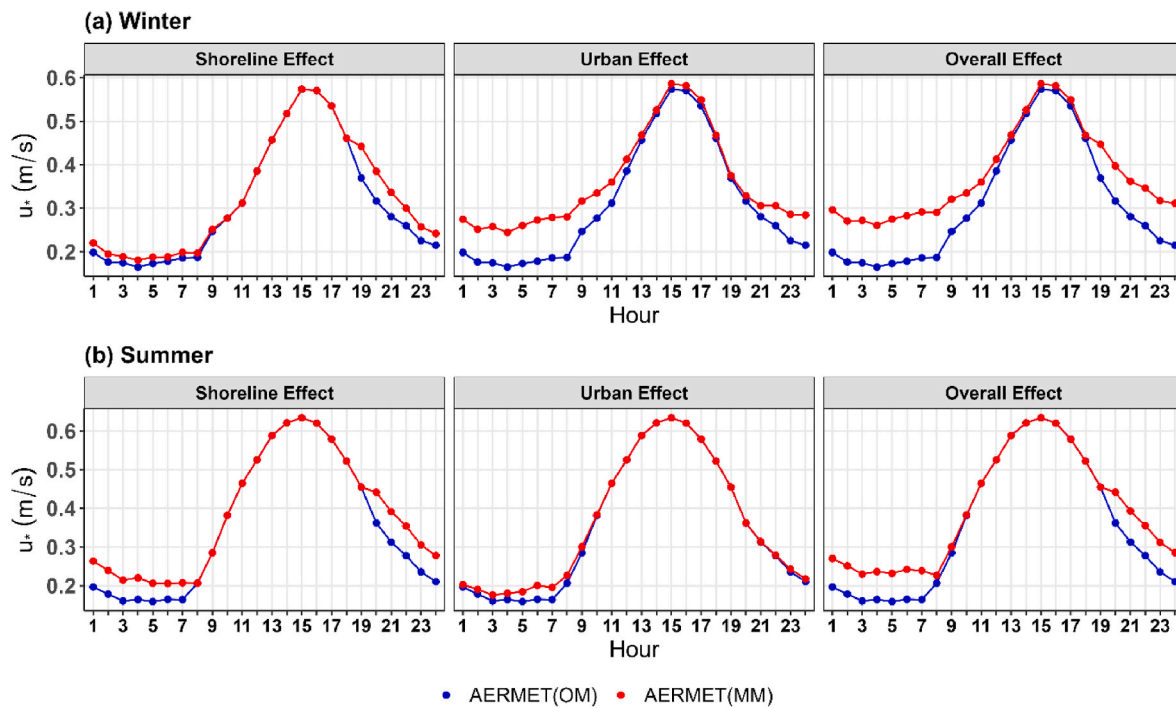 (a) Winter
Shoreline Effect Urban Effect Overall Effect
0.6
0.5
0.4
0.3
0.2
u* (m/s)
1 3 5 7 9 11 13 15 17 19 21 23 1 3 5 7 9 11 13 15 17 19 21 23 1 3 5 7 9 11 13 15 17 19 21 23
Hour
(b) Summer
Shoreline Effect Urban Effect Overall Effect
0.6
0.5
0.4
0.3
0.2
u* (m/s)
1 3 5 7 9 11 13 15 17 19 21 23 1 3 5 7 9 11 13 15 17 19 21 23 1 3 5 7 9 11 13 15 17 19 21 23
Hour
AERMET(OM) AERMET(MM)